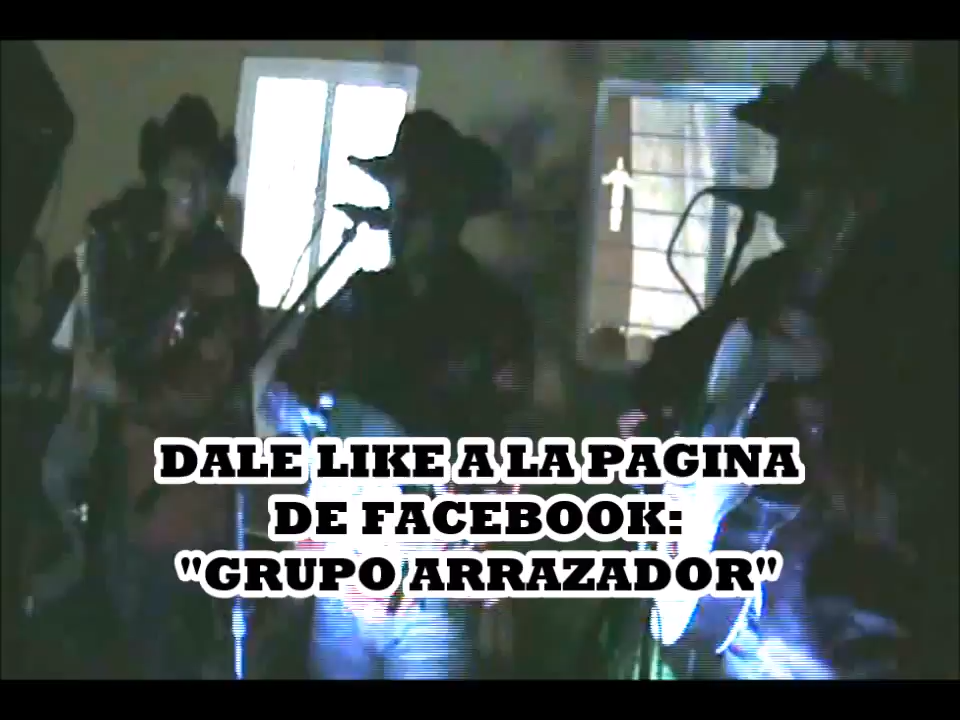 DALE LIKE A LA PAGINA
DE FACEBOOK:
"GRUPO ARRAZADOR"